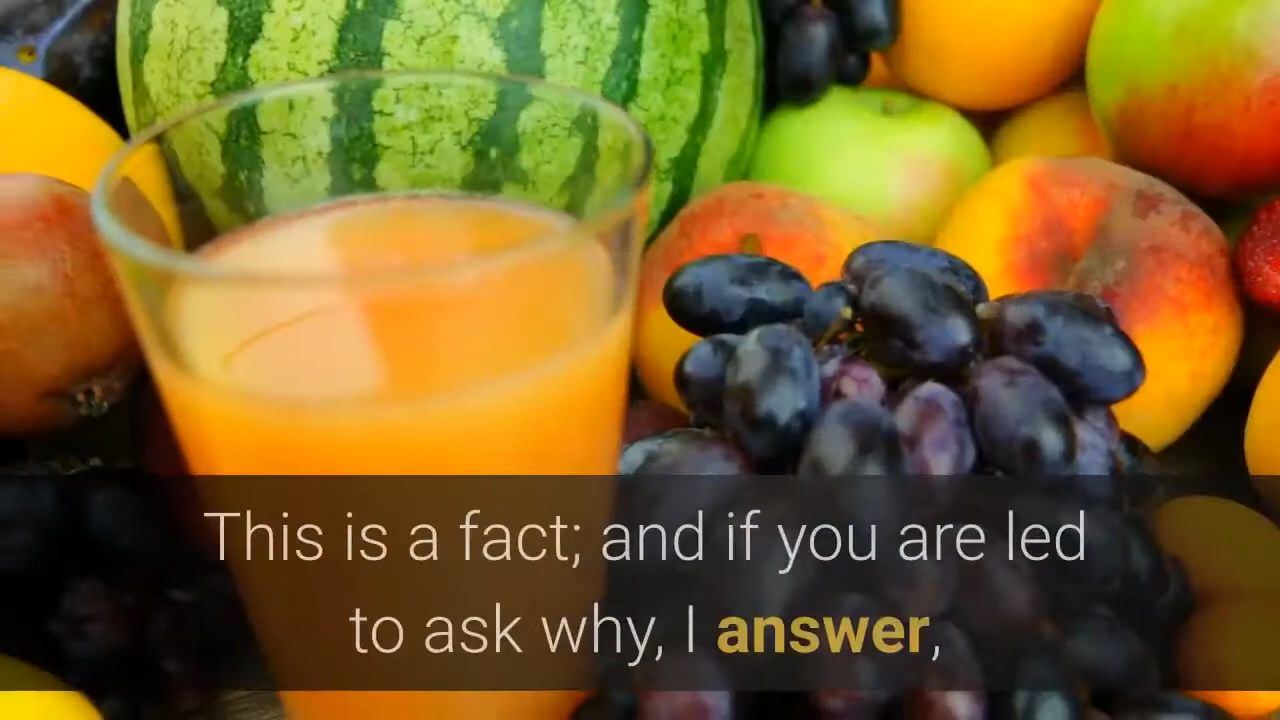 This is a fact; and if you are led
to ask why, I answer,